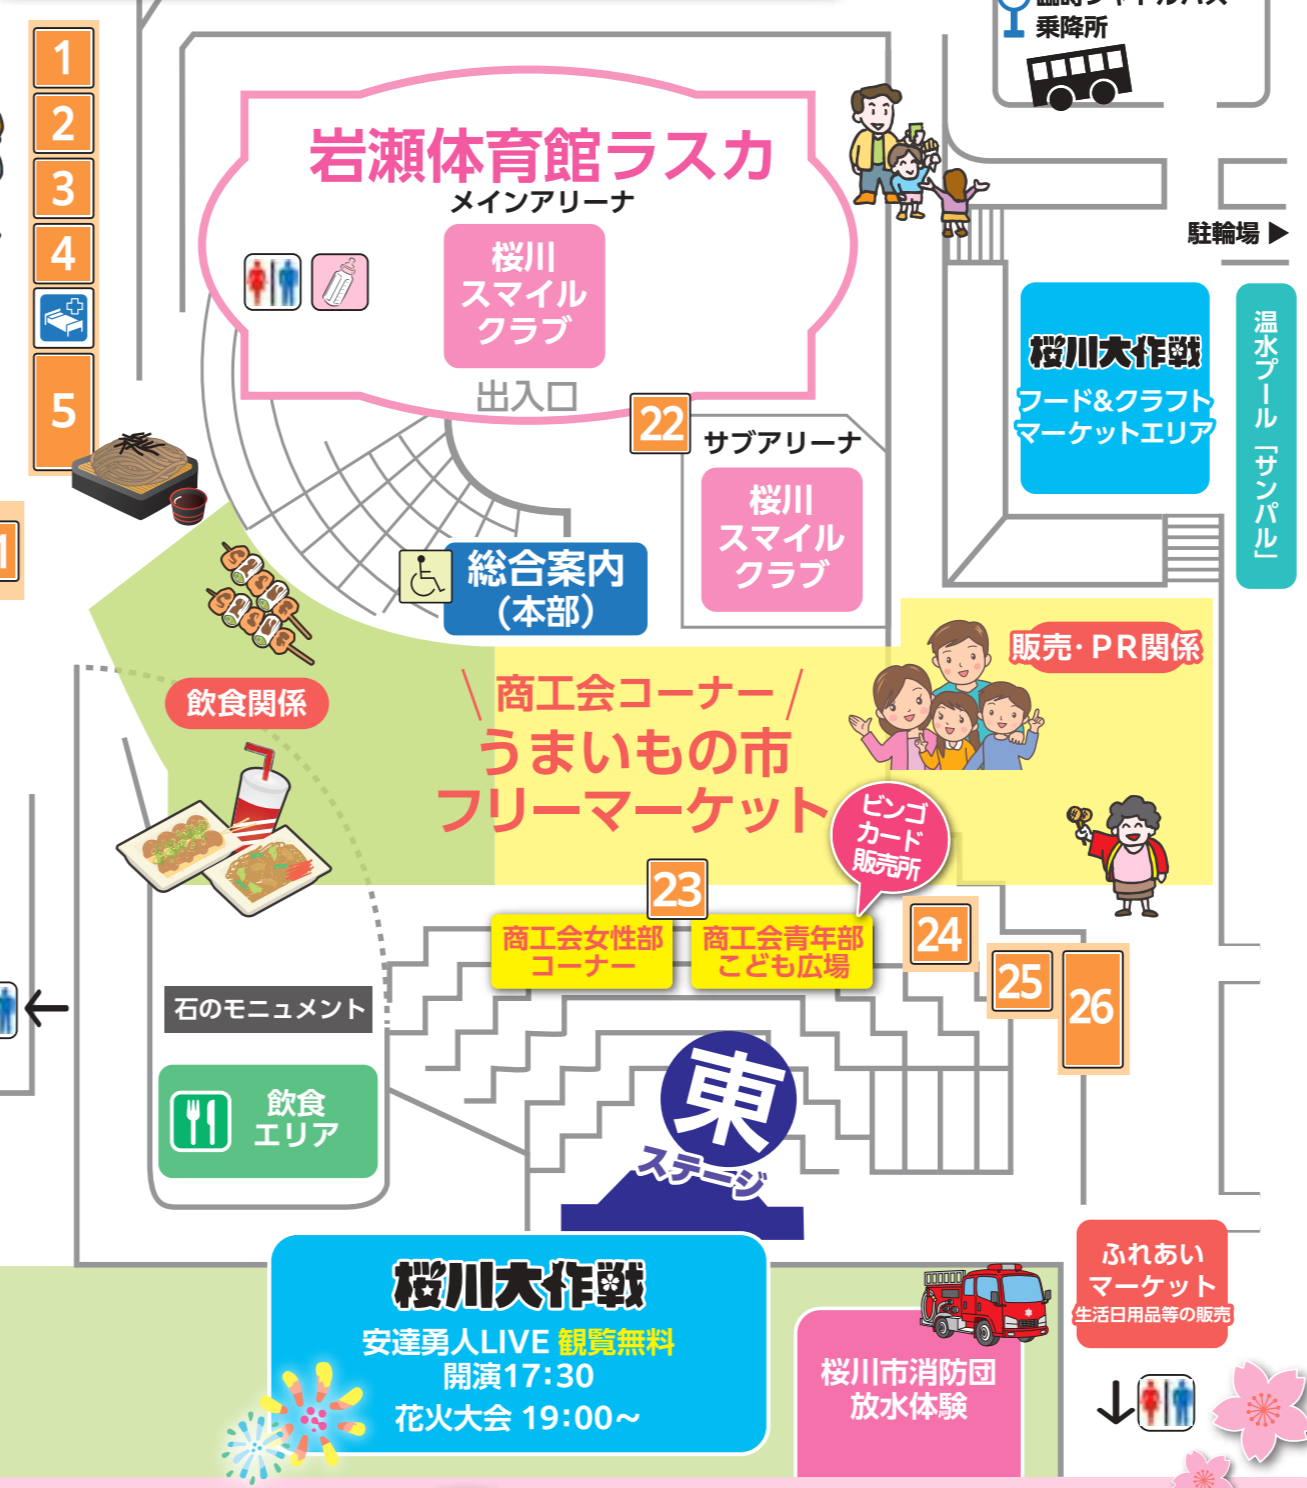 乗降所
1
2
3
4
5
岩瀬体育館ラスカ
メインアリーナ
桜川
スマイル
クラブ
出入口
22
サブアリーナ
桜川
スマイル
クラブ
駐輪場 ▶
桜川大作戦
フード&クラフト
マーケットエリア
温水プール「サンパル」
総合案内
(本部)
販売・PR関係
飲食関係
商工会コーナー
うまいもの市
フリーマーケット
ビンゴ
カード
販売所
23
商工会女性部
コーナー
商工会青年部
こども広場
24
25
26
石のモニュメント
飲食
エリア
東
ステージ
桜川大作戦
安達勇人LIVE 観覧無料
開演17:30
花火大会 19:00〜
桜川市消防団
放水体験
ふれあい
マーケット
生活日用品等の販売